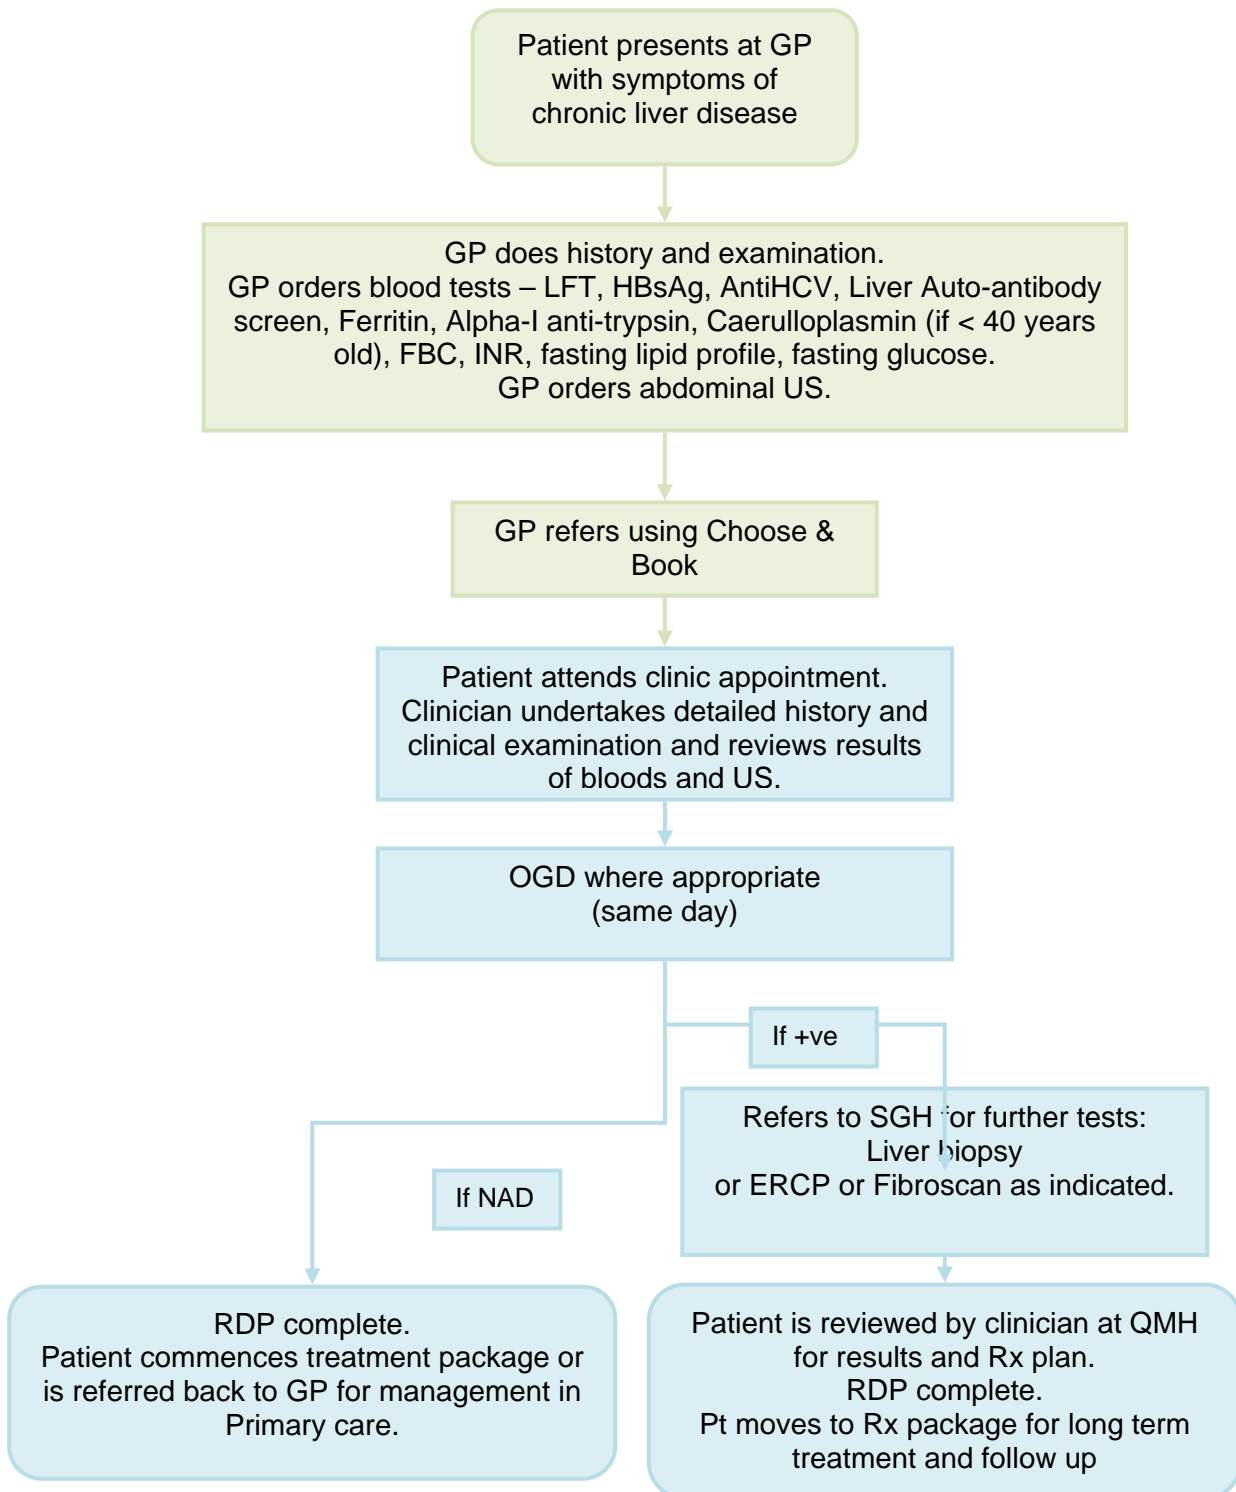 Patient presents at GP
with symptoms of
chronic liver disease
GP does history and examination.
GP orders blood tests – LFT, HBsAg, AntiHCV, Liver Auto-antibody
screen, Ferritin, Alpha-I anti-trypsin, Caerulloplasmin (if < 40 years
old), FBC, INR, fasting lipid profile, fasting glucose.
GP orders abdominal US.
GP refers using Choose &
Book
Patient attends clinic appointment.
Clinician undertakes detailed history and
clinical examination and reviews results
of bloods and US.
OGD where appropriate
(same day)
If +ve
Refers to SGH for further tests:
Liver biopsy
or ERCP or Fibroscan as indicated.
If NAD
RDP complete.
Patient commences treatment package or
is referred back to GP for management in
Primary care.
Patient is reviewed by clinician at QMH
for results and Rx plan.
RDP complete.
Pt moves to Rx package for long term
treatment and follow up